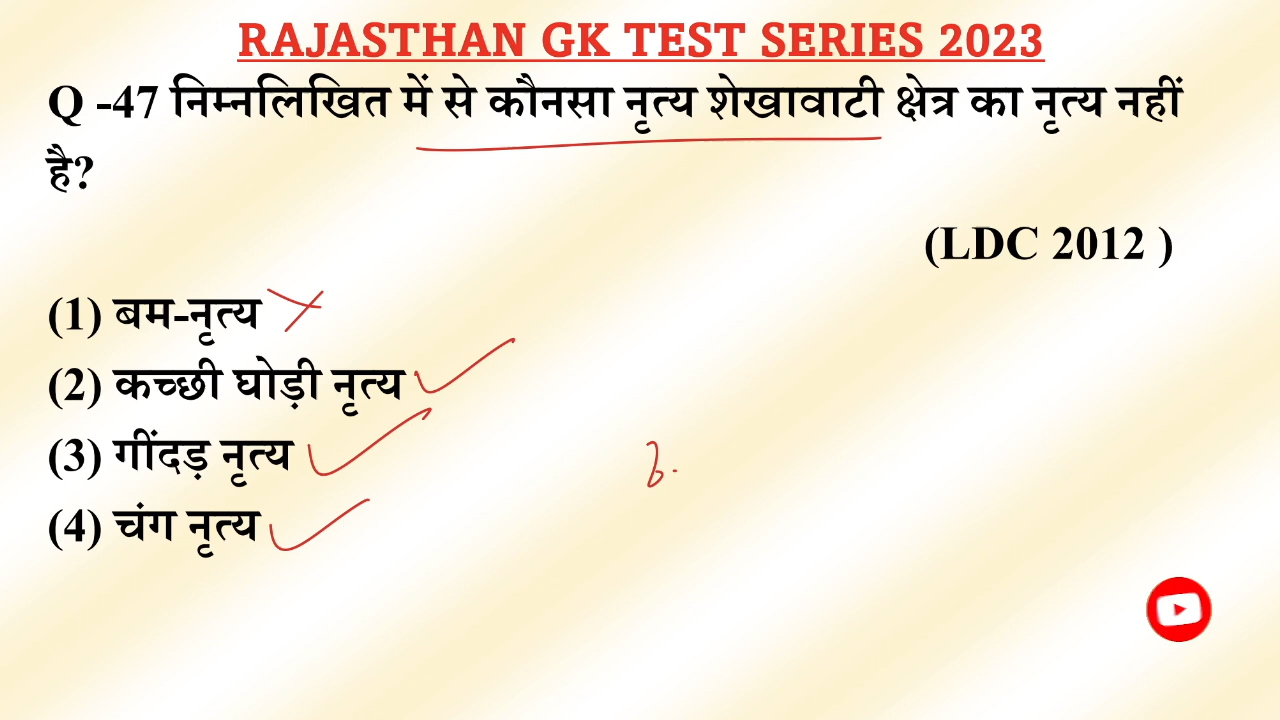 RAJASTHAN GK TEST SERIES 2023
Q -47 निम्नलिखित में से कौनसा नृत्य शेखावाटी क्षेत्र का नृत्य नहीं
है?
(LDC 2012 )
(1) बम-नृत्य
(2) कच्छी घोड़ी नृत्य
(3) गींदड़ नृत्य
(4) चंग नृत्य